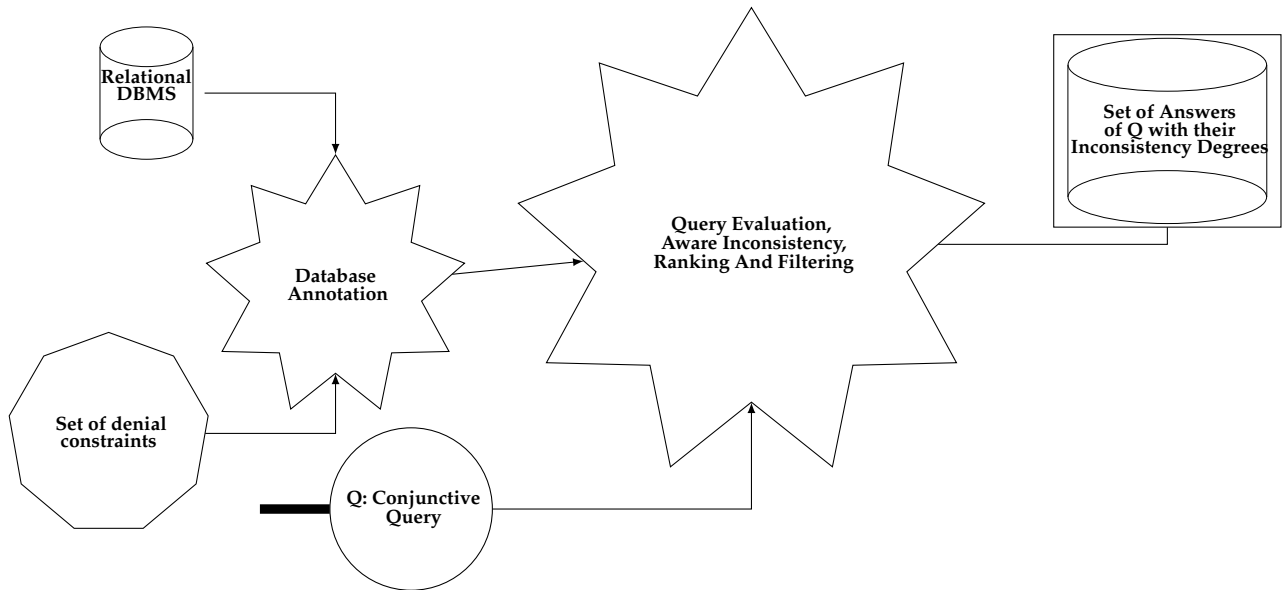 Relational
DBMS
Set of Answers
of Q with their
Inconsistency Degrees
Query Evaluation,
Aware Inconsistency,
Ranking And Filtering
Database
Annotation
Set of denial
constraints
Q: Conjunctive
Query